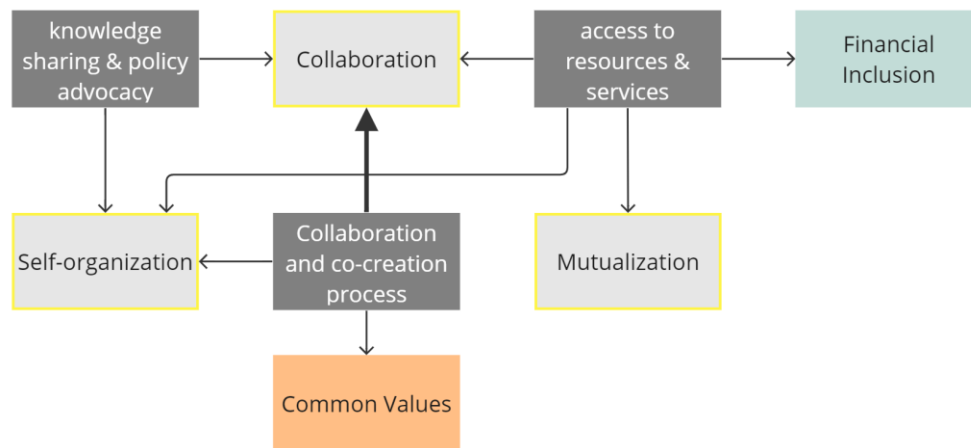 knowledge
sharing & policy
advocacy
Collaboration
access to
resources &
services
Financial
Inclusion
Self-organization
Collaboration
and co-creation
process
Mutualization
Common Values